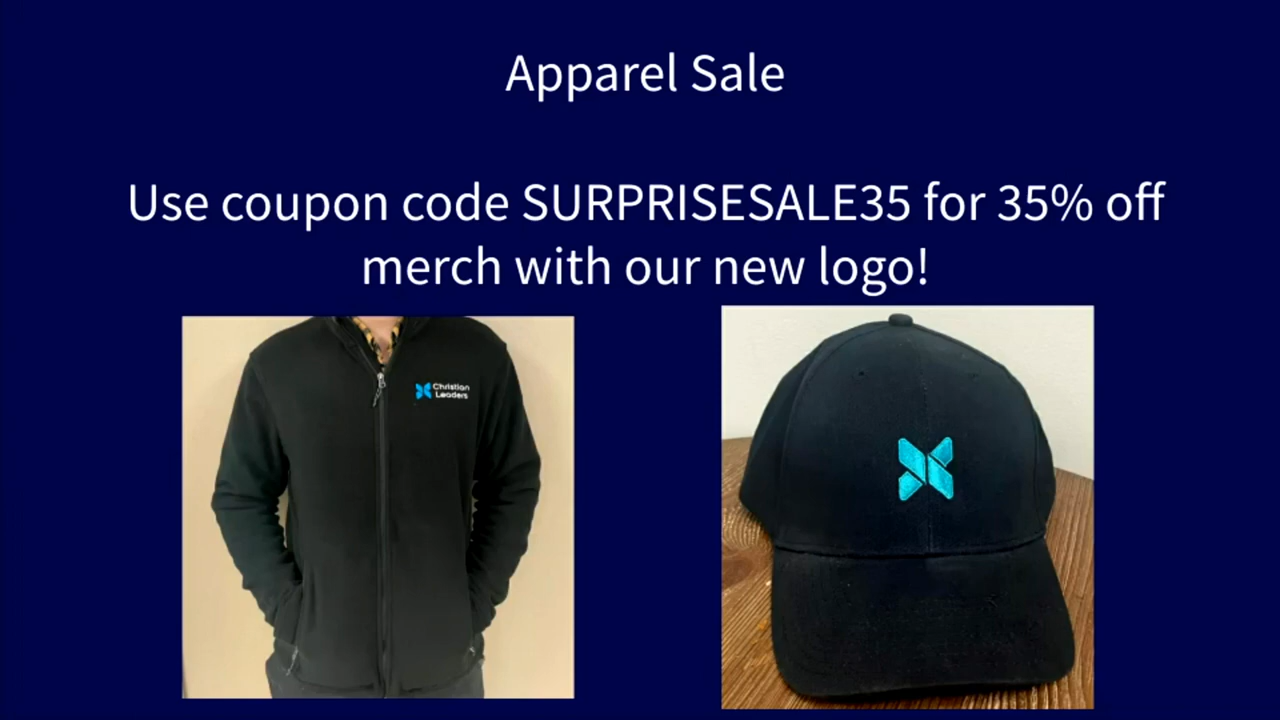 Apparel Sale
Use coupon code SURPRISESALE35 for 35% off
merch with our new logo!
Christian
Leaders